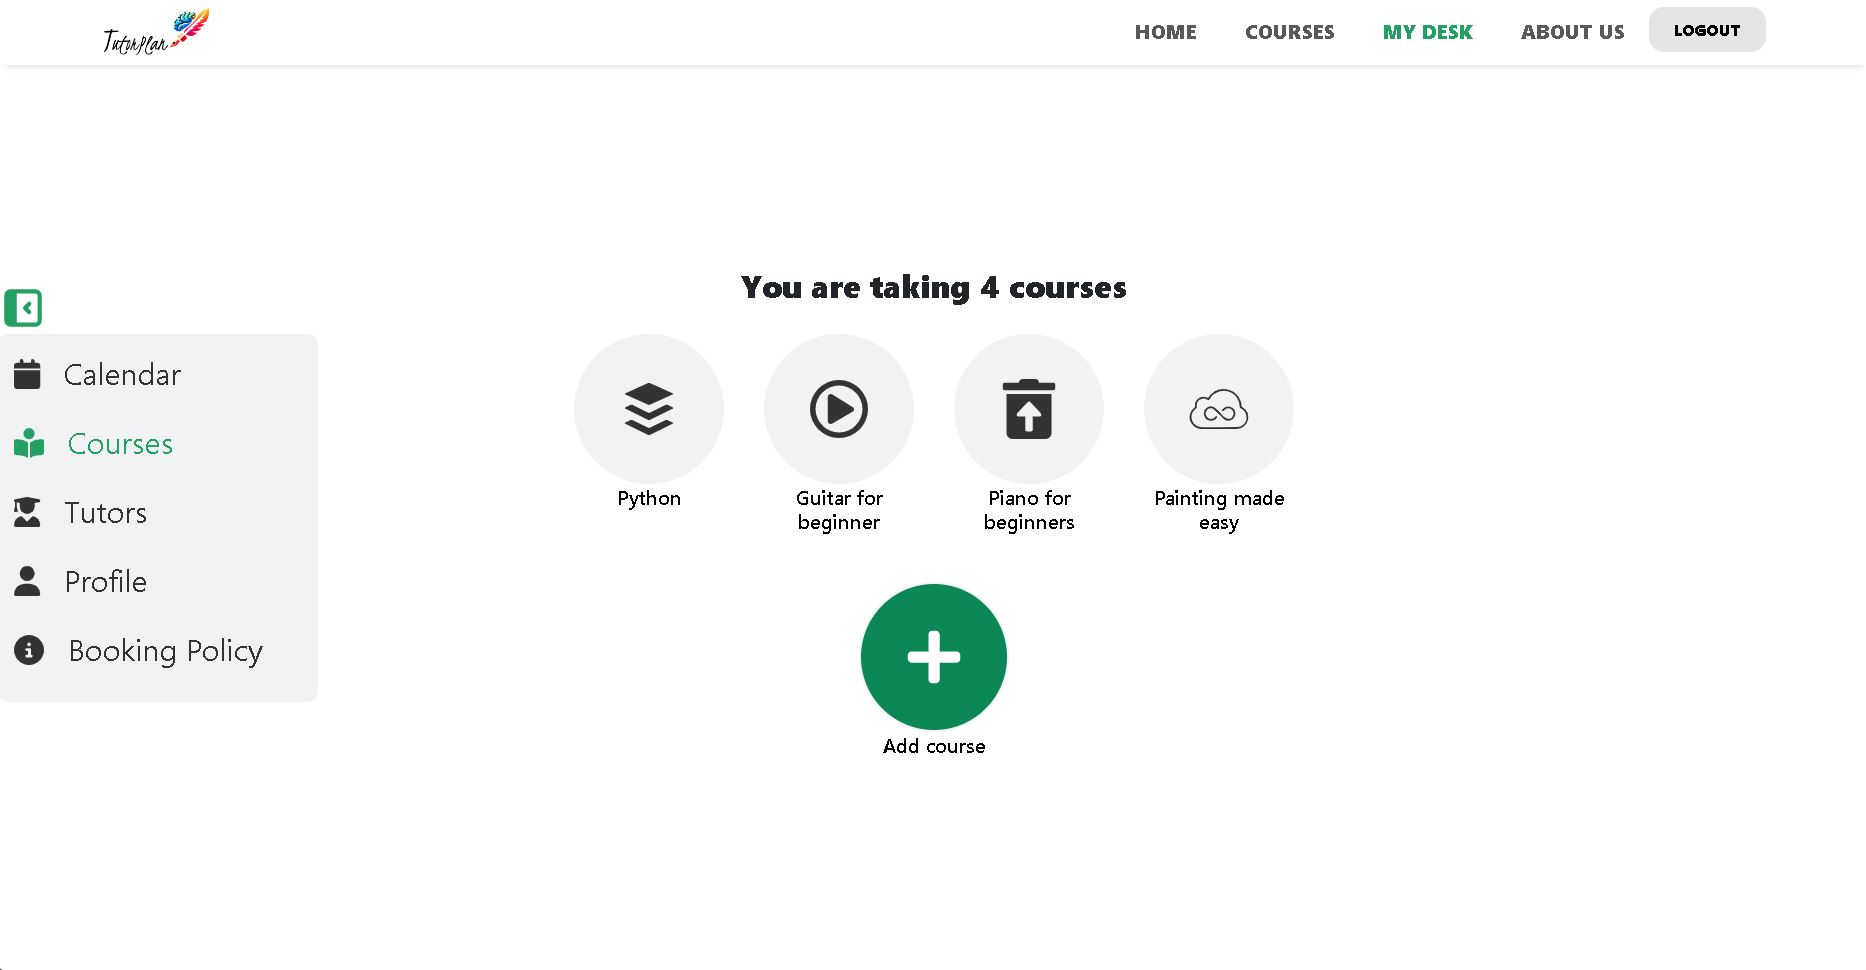 TutorPlan
HOME
COURSES
MY DESK
ABOUT US
LOGOUT
You are taking 4 courses
Calendar
Courses
Tutors
Profile
Booking Policy
Python
Guitar for
beginner
Piano for
beginners
Painting made
easy
Add course